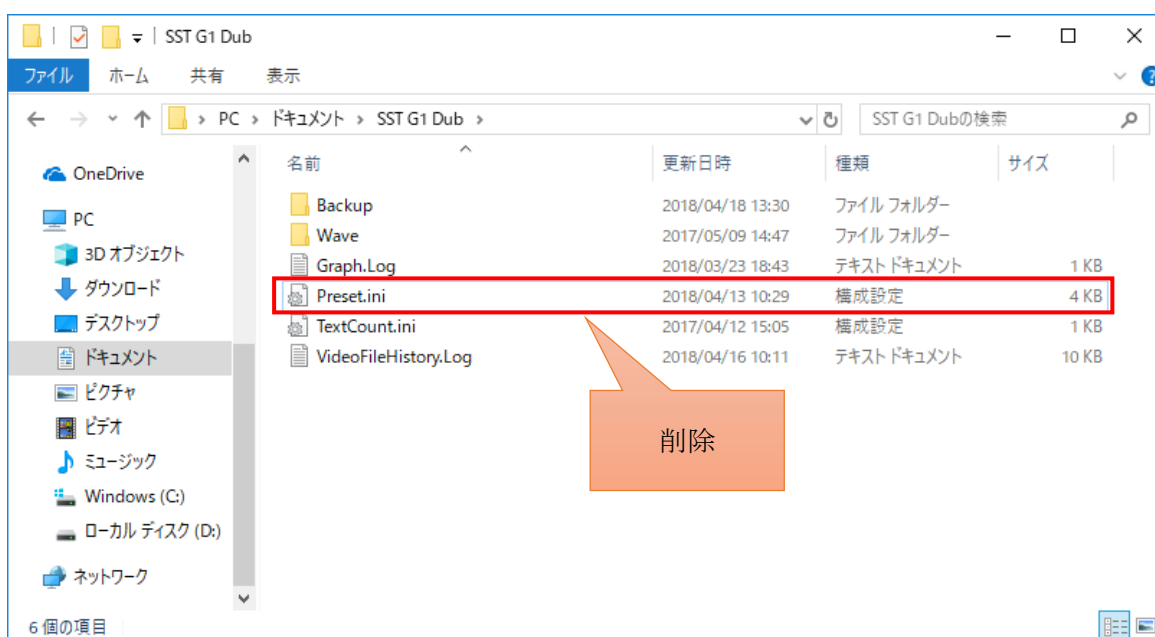 SST G1 Dub
ファイル ホーム 共有 表示
PC › ドキュメント › SST G1 Dub › SST G1 Dubの検索
名前 更新日時 種類 サイズ
OneDrive
PC
3D オブジェクト
ダウンロード
デスクトップ
ドキュメント
ピクチャ
ビデオ
ミュージック
Windows (C:)
ローカル ディスク (D:)
ネットワーク
Backup 2018/04/18 13:30 ファイル フォルダー
Wave 2017/05/09 14:47 ファイル フォルダー
Graph.Log 2018/03/23 18:43 テキスト ドキュメント 1 KB
Preset.ini 2018/04/13 10:29 構成設定 4 KB
TextCount.ini 2017/04/12 15:05 構成設定 1 KB
VideoFileHistory.Log 2018/04/16 10:11 テキスト ドキュメント 10 KB
削除
6 個の項目